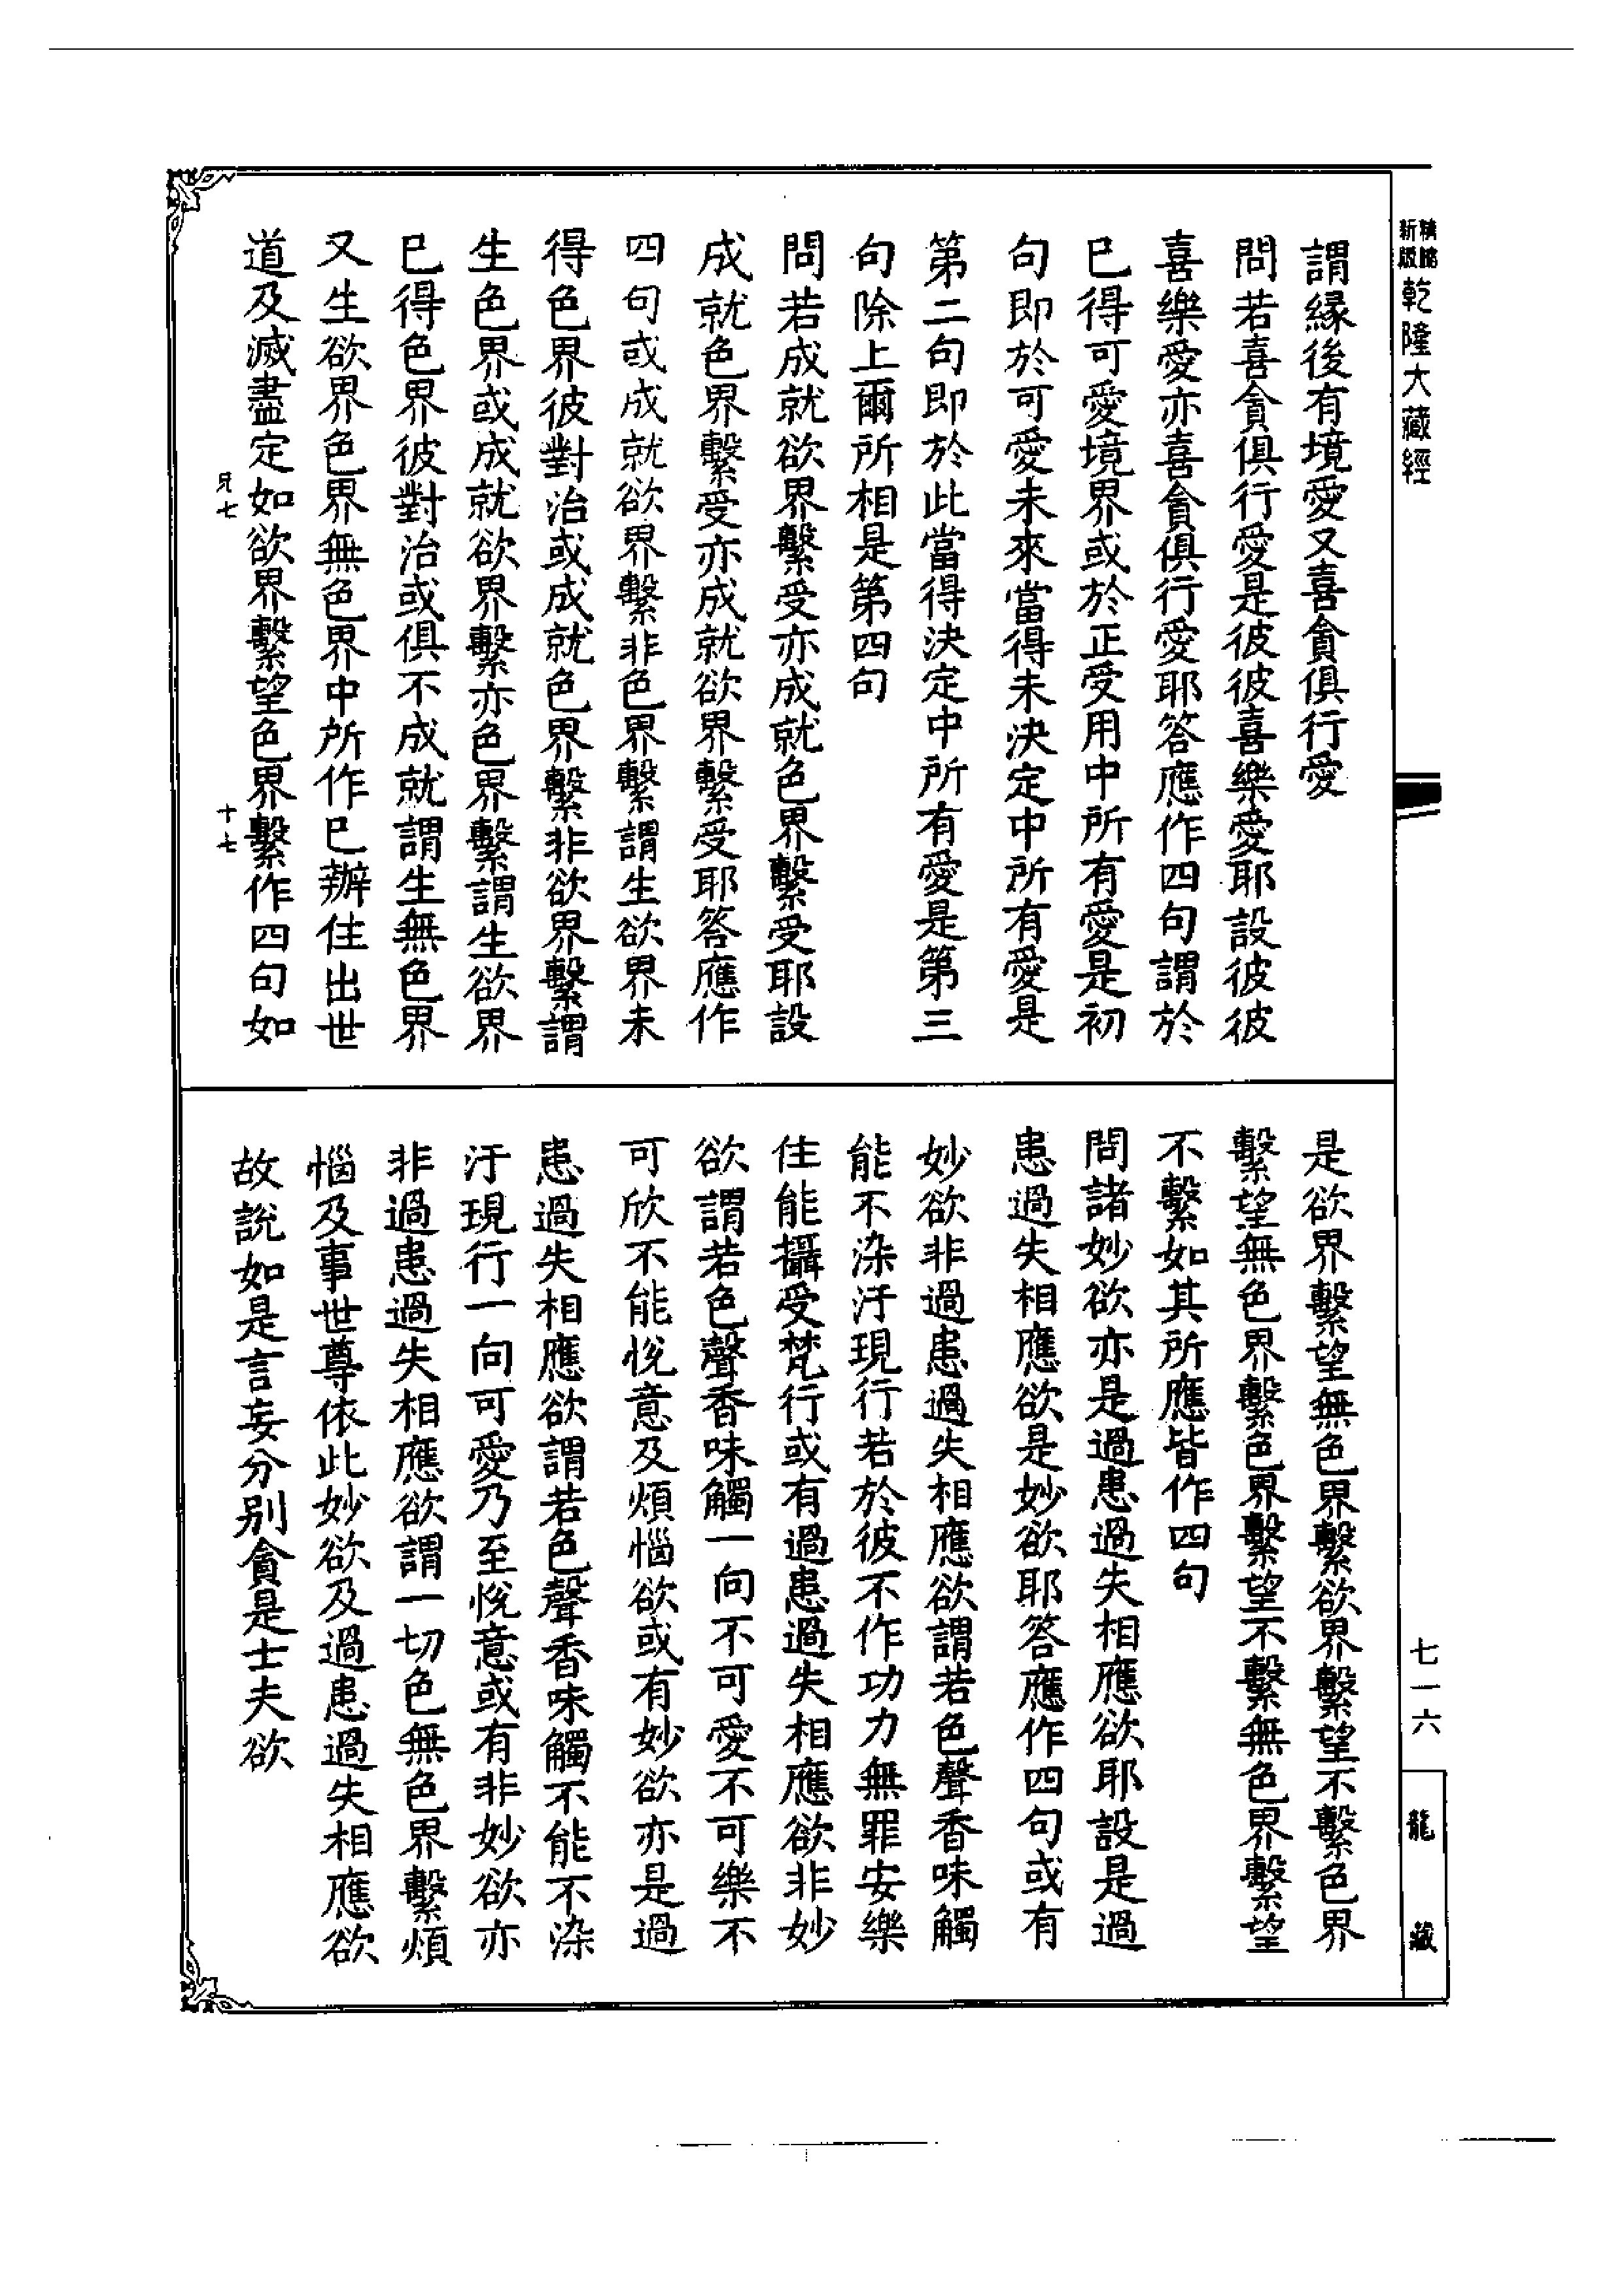 新版
乾隆大藏經
謂緣後有境愛又喜貪俱行愛
問若喜貪俱行愛是彼彼喜樂愛耶設彼彼
喜樂愛亦喜貪俱行愛耶答應作四句謂於
已得可愛境界或於正受用中所有愛是初
句即於可愛未來當得未決定中所有愛是
第二句即於此當得決定中所有愛是第三
句除上爾所相是第四句
問若成就欲界繫受亦成就色界繫受耶設
成就色界繫受亦成就欲界繫受耶答應作
四句或成就欲界繫非色界繫謂生欲界未
得色界彼對治或成就色界繫非欲界繫謂
生色界或成就欲界繫亦色界繫謂生欲界
已得色界彼對治或俱不成就謂生無色界
又生欲界色界無色界中所作已辦住出世
道及滅盡定如欲界繫望色界繫作四句如
十七
是欲界繫望無色界繫欲界繫望不繫色界
繫望無色界繫色界繫望不繫無色界繫望
不繫如其所應皆作四句
問諸妙欲亦是過患過失相應欲耶設是過
患過失相應欲是妙欲耶答應作四句或有
妙欲非過患過失相應欲謂若色聲香味觸
能不染汙現行若於彼不作功力無罪安樂
住能攝受梵行或有過患過失相應欲非妙
欲謂若色聲香味觸一向不可愛不可樂不
可欣不能悅意及煩惱欲或有妙欲亦是過
患過失相應欲謂若色聲香味觸不能不染
汙現行一向可愛乃至悅意或有非妙欲亦
非過患過失相應欲謂一切色無色界繫煩
惱及事世尊依此妙欲及過患過失相應欲
故說如是言妄分別貪是士夫欲
七一六
龍藏